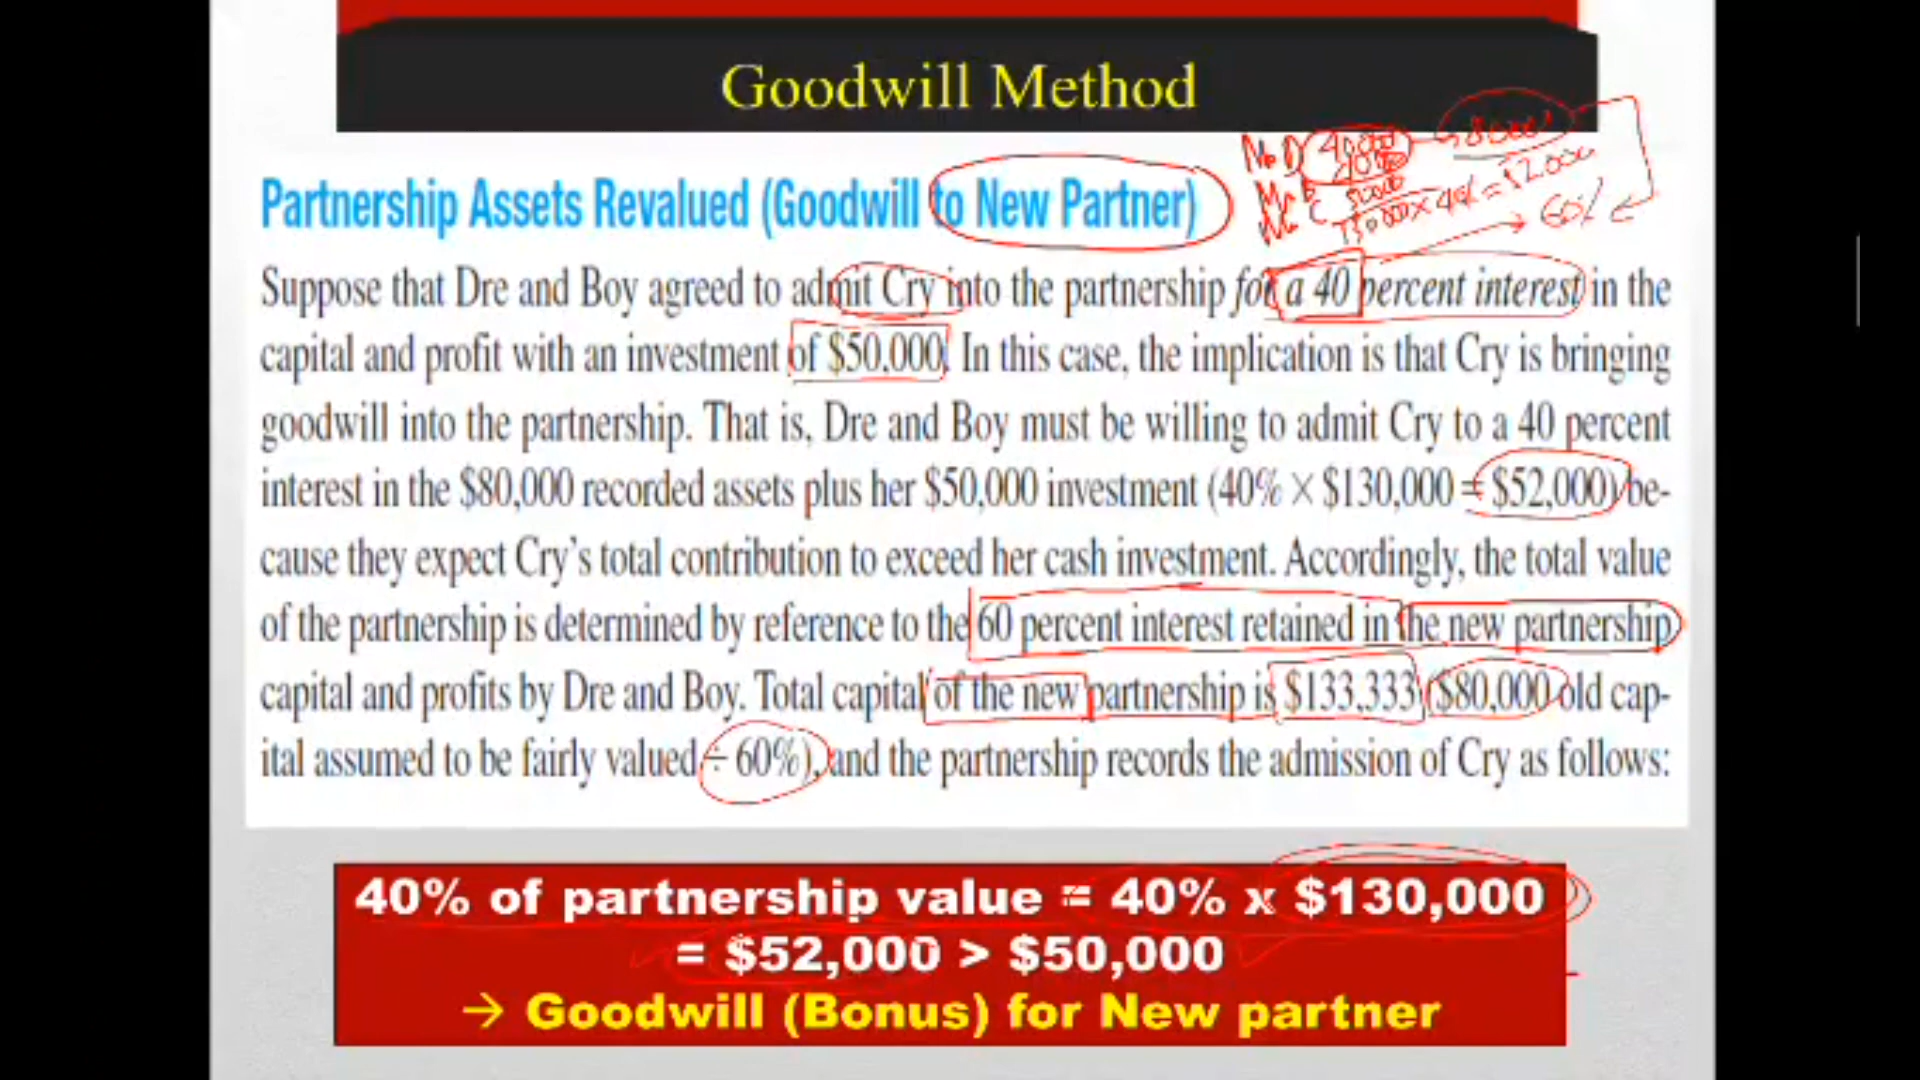 Goodwill Method
Partnership Assets Revalued (Goodwill to New Partner)
40,000
40%
60%
Suppose that Dre and Boy agreed to admit Cry into the partnership for a 40 percent interest in the
capital and profit with an investment of $50,000. In this case, the implication is that Cry is bringing
goodwill into the partnership. That is, Dre and Boy must be willing to admit Cry to a 40 percent
interest in the $80,000 recorded assets plus her $50,000 investment (40% × $130,000 = $52,000) be-
cause they expect Cry’s total contribution to exceed her cash investment. Accordingly, the total value
of the partnership is determined by reference to the 60 percent interest retained in the new partnership
capital and profits by Dre and Boy. Total capital of the new partnership is $133,333 ($80,000 old cap-
ital assumed to be fairly valued ÷ 60%), and the partnership records the admission of Cry as follows:
40% of partnership value = 40% x $130,000
= $52,000 > $50,000
→ Goodwill (Bonus) for New partner